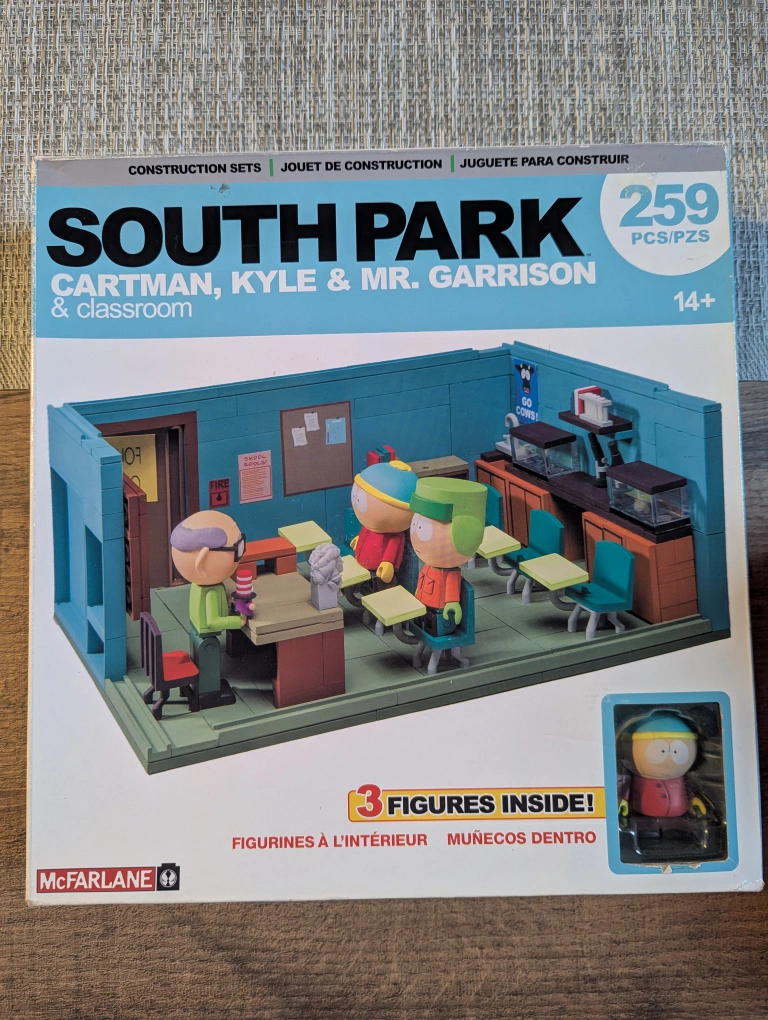 CONSTRUCTION SETS | JOUET DE CONSTRUCTION | JUGUETE PARA CONSTRUIR
SOUTH PARK
259
PCS/PZS
CARTMAN, KYLE & MR. GARRISON
& classroom
14+
GO
COWS!
FIRE
3 FIGURES INSIDE!
FIGURINES À L'INTÉRIEUR MUÑECOS DENTRO
McFARLANE